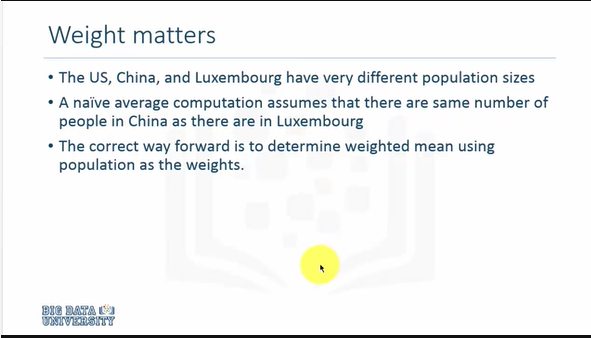 Weight matters
• The US, China, and Luxembourg have very different population sizes
• A naïve average computation assumes that there are same number of
people in China as there are in Luxembourg
• The correct way forward is to determine weighted mean using
population as the weights.
BIG DATA
UNIVERSITY